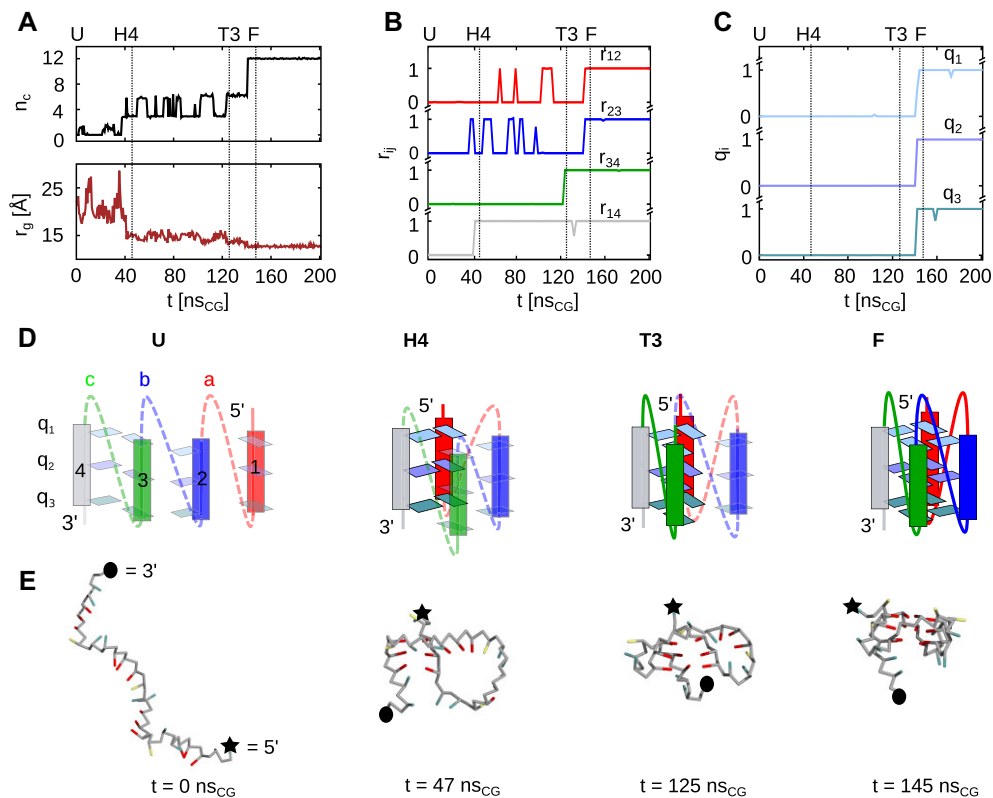 A
U H4 T3 F
12
8
4
0
n_c
25
15
r_g [Å]
0 40 80 120 160 200
t [ns_CG]
B
U H4 T3 F
r_12
1
0
r_23
1
0
r_ij
r_34
1
0
r_14
1
0
0 40 80 120 160 200
t [ns_CG]
C
U H4 T3 F
q_1
1
0
q_2
1
q_i
0
q_3
1
0
0 40 80 120 160 200
t [ns_CG]
D
U H4 T3 F
c b a
5'
q_1
q_2
q_3
4 3 2 1
3'
5'
3'
5'
3'
5'
3'
E
= 3'
= 5'
t = 0 ns_CG
t = 47 ns_CG
t = 125 ns_CG
t = 145 ns_CG